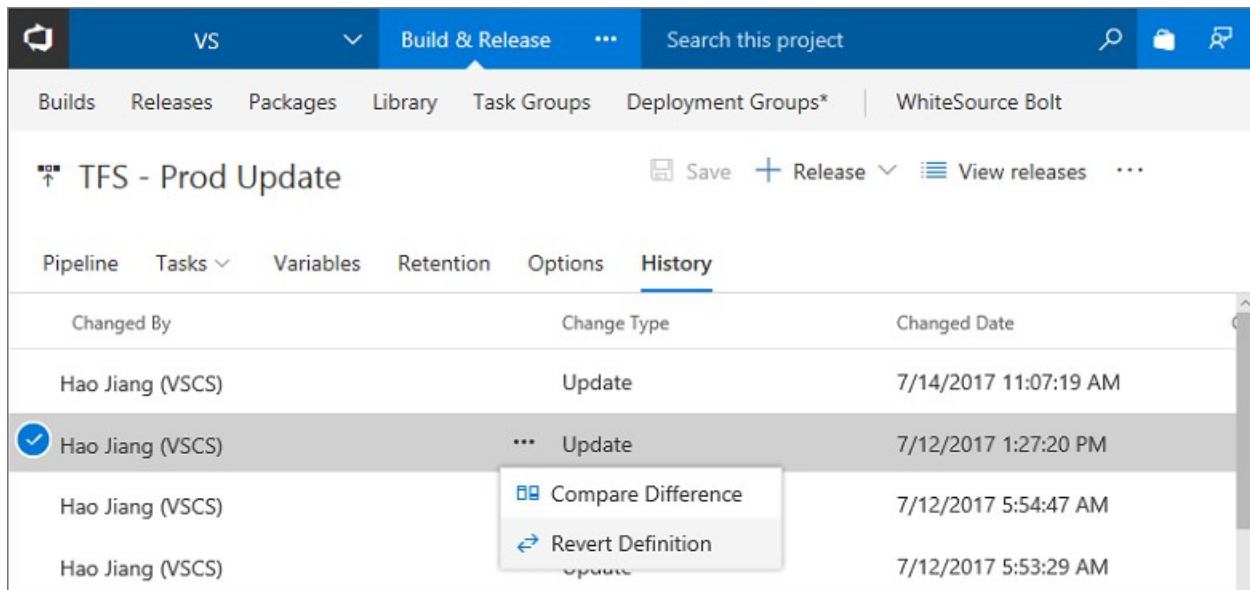 VS Build & Release ... Search this project
Builds Releases Packages Library Task Groups Deployment Groups* WhiteSource Bolt
TFS - Prod Update Save + Release View releases ...
Pipeline Tasks Variables Retention Options History
Changed By Change Type Changed Date
Hao Jiang (VSCS) Update 7/14/2017 11:07:19 AM
Hao Jiang (VSCS) ... Update 7/12/2017 1:27:20 PM
Compare Difference
Hao Jiang (VSCS) 7/12/2017 5:54:47 AM
Revert Definition
Hao Jiang (VSCS) Update 7/12/2017 5:53:29 AM